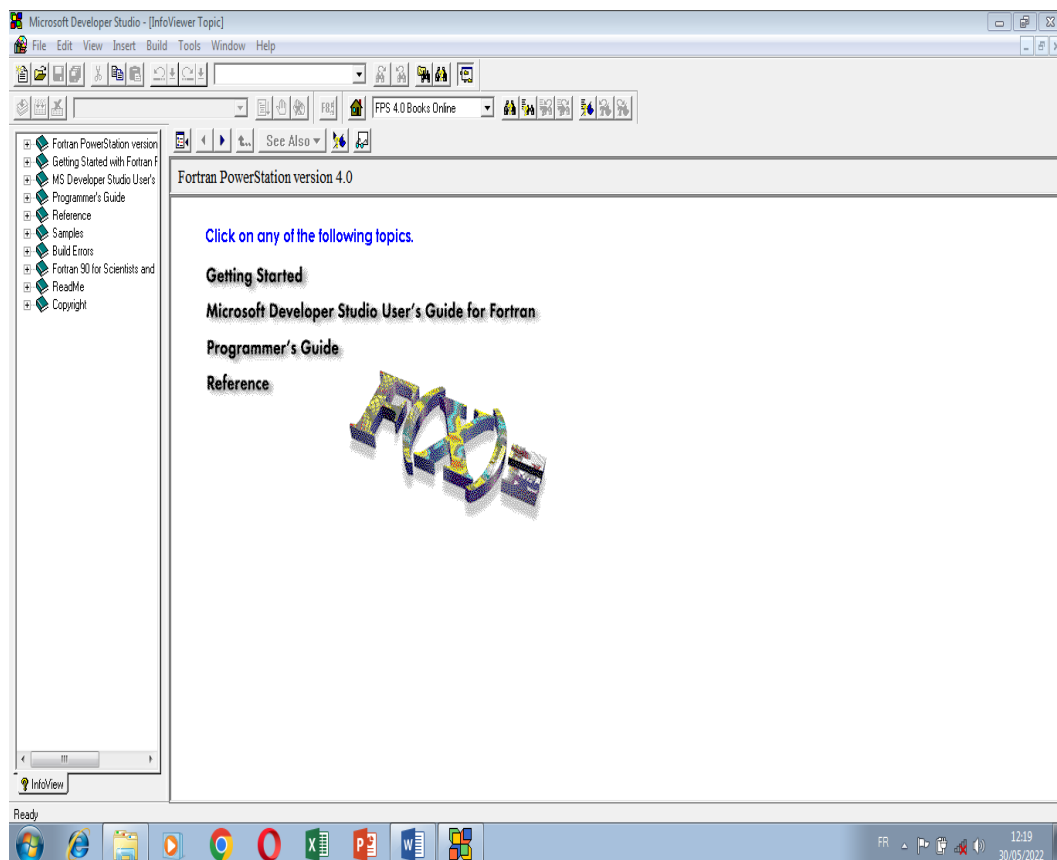 Microsoft Developer Studio - [InfoViewer Topic]
File Edit View Insert Build Tools Window Help
FPS 4.0 Books Online
See Also
Fortran PowerStation version
Getting Started with Fortran F
MS Developer Studio User's
Programmer's Guide
Reference
Samples
Build Errors
Fortran 90 for Scientists and
ReadMe
Copyright
Fortran PowerStation version 4.0
Click on any of the following topics.
Getting Started
Microsoft Developer Studio User's Guide for Fortran
Programmer's Guide
Reference
F(X)=
InfoView
Ready
FR
12:19
30/05/2022